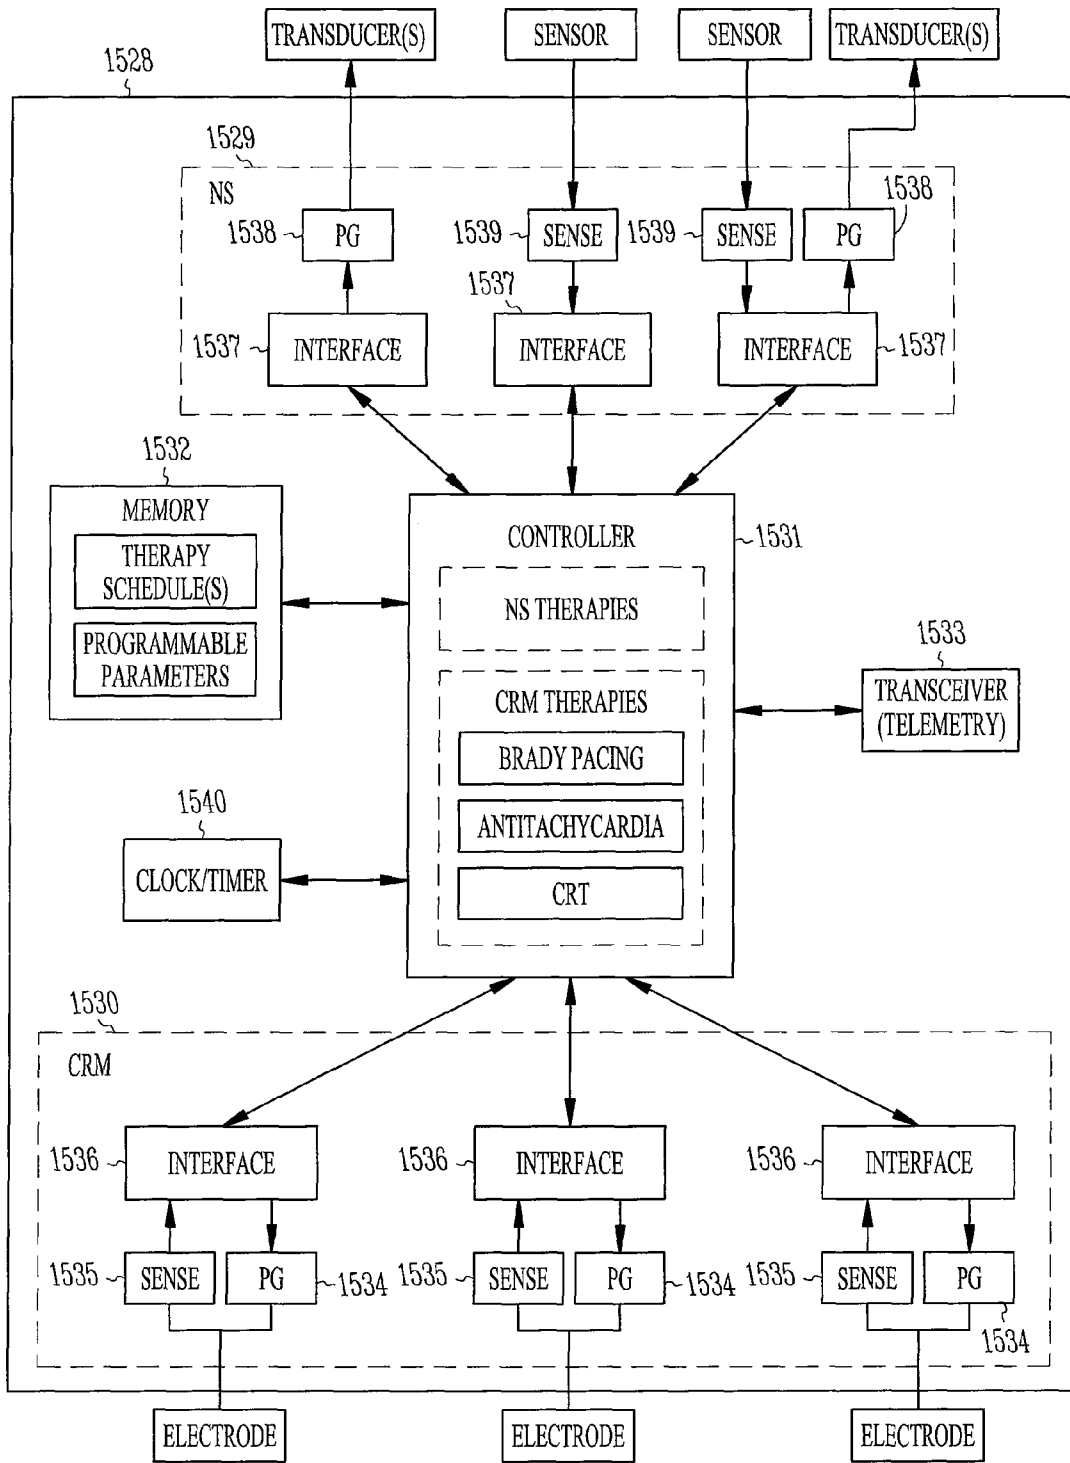 TRANSDUCER(S)
SENSOR
SENSOR
TRANSDUCER(S)
1528
1529
NS
1538
PG
1539
SENSE
1539
SENSE
PG
1538
1537
INTERFACE
1537
INTERFACE
INTERFACE
1537
1532
MEMORY
THERAPY
SCHEDULE(S)
PROGRAMMABLE
PARAMETERS
CONTROLLER
1531
NS THERAPIES
CRM THERAPIES
BRADY PACING
ANTITACHYCARDIA
CRT
1533
TRANSCEIVER
(TELEMETRY)
1540
CLOCK/TIMER
1530
CRM
1536
INTERFACE
1536
INTERFACE
1536
INTERFACE
1535
SENSE
PG
1534
1535
SENSE
PG
1534
1535
SENSE
PG
1534
ELECTRODE
ELECTRODE
ELECTRODE